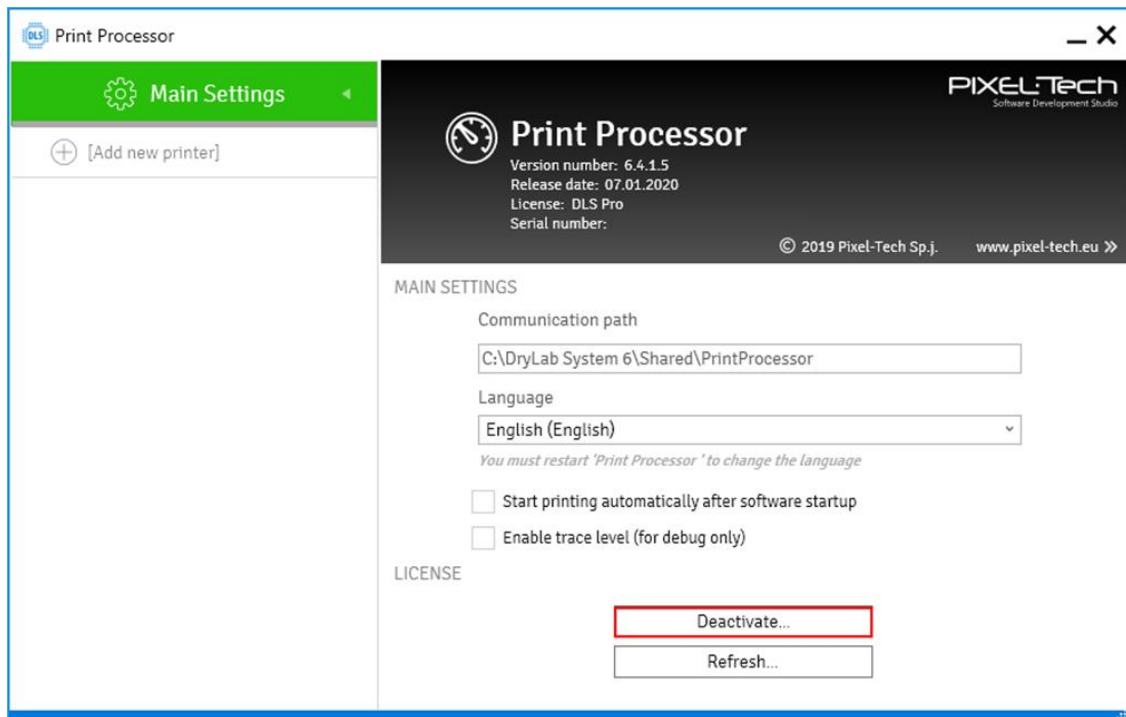 DLS Print Processor
Main Settings
[Add new printer]
PIXEL-Tech
Software Development Studio
Print Processor
Version number: 6.4.1.5
Release date: 07.01.2020
License: DLS Pro
Serial number:
© 2019 Pixel-Tech Sp.j. www.pixel-tech.eu »
MAIN SETTINGS
Communication path
C:\DryLab System 6\Shared\PrintProcessor
Language
English (English)
You must restart 'Print Processor ' to change the language
Start printing automatically after software startup
Enable trace level (for debug only)
LICENSE
Deactivate...
Refresh...